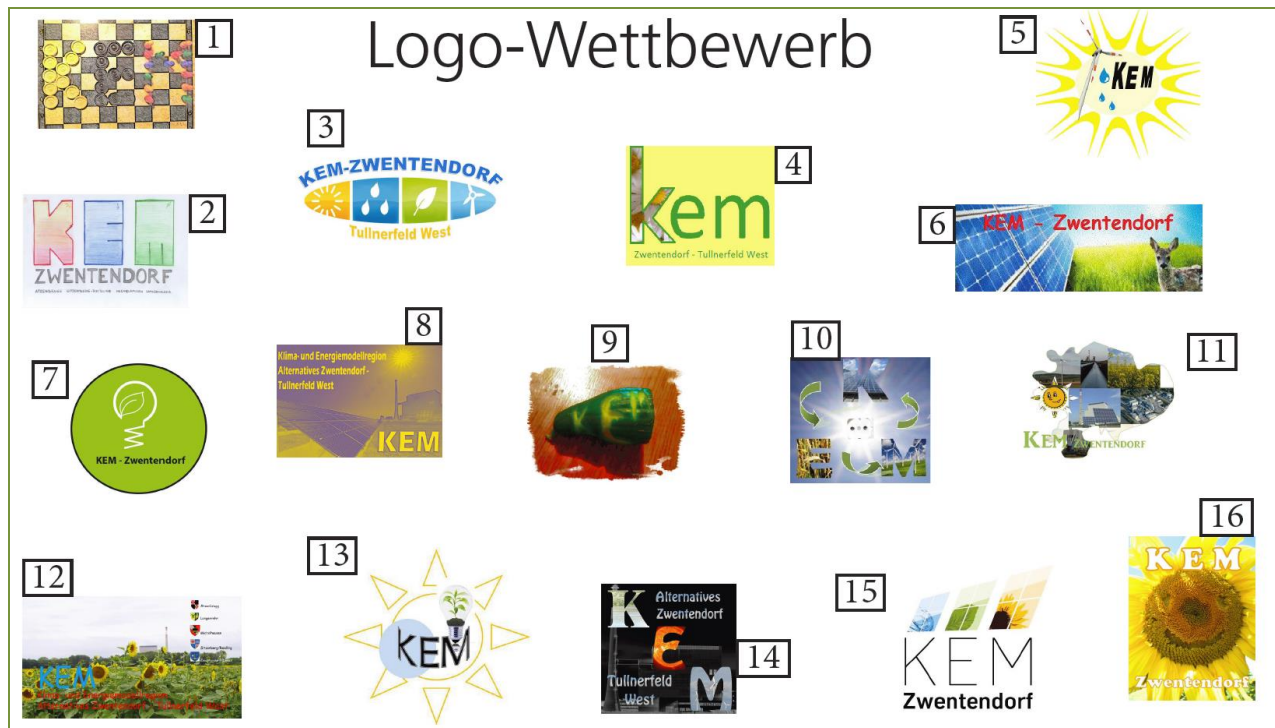 Logo-Wettbewerb
1
5
KEM
3
KEM-ZWENTENDORF
Tullnerfeld West
4
kem
Zwentendorf - Tullnerfeld West
2
KEM
ZWENTENDORF
6
KEM - Zwentendorf
8
Klima- und Energiemodellregion
Alternatives Zwentendorf -
Tullnerfeld West
KEM
9
KEM
10
K
E M
11
KEM ZWENTENDORF
7
KEM - Zwentendorf
16
KEM
Zwentendorf
12
KEM
13
KEM
14
K Alternatives
Zwentendorf
E
Tullnerfeld
West M
15
KEM
Zwentendorf